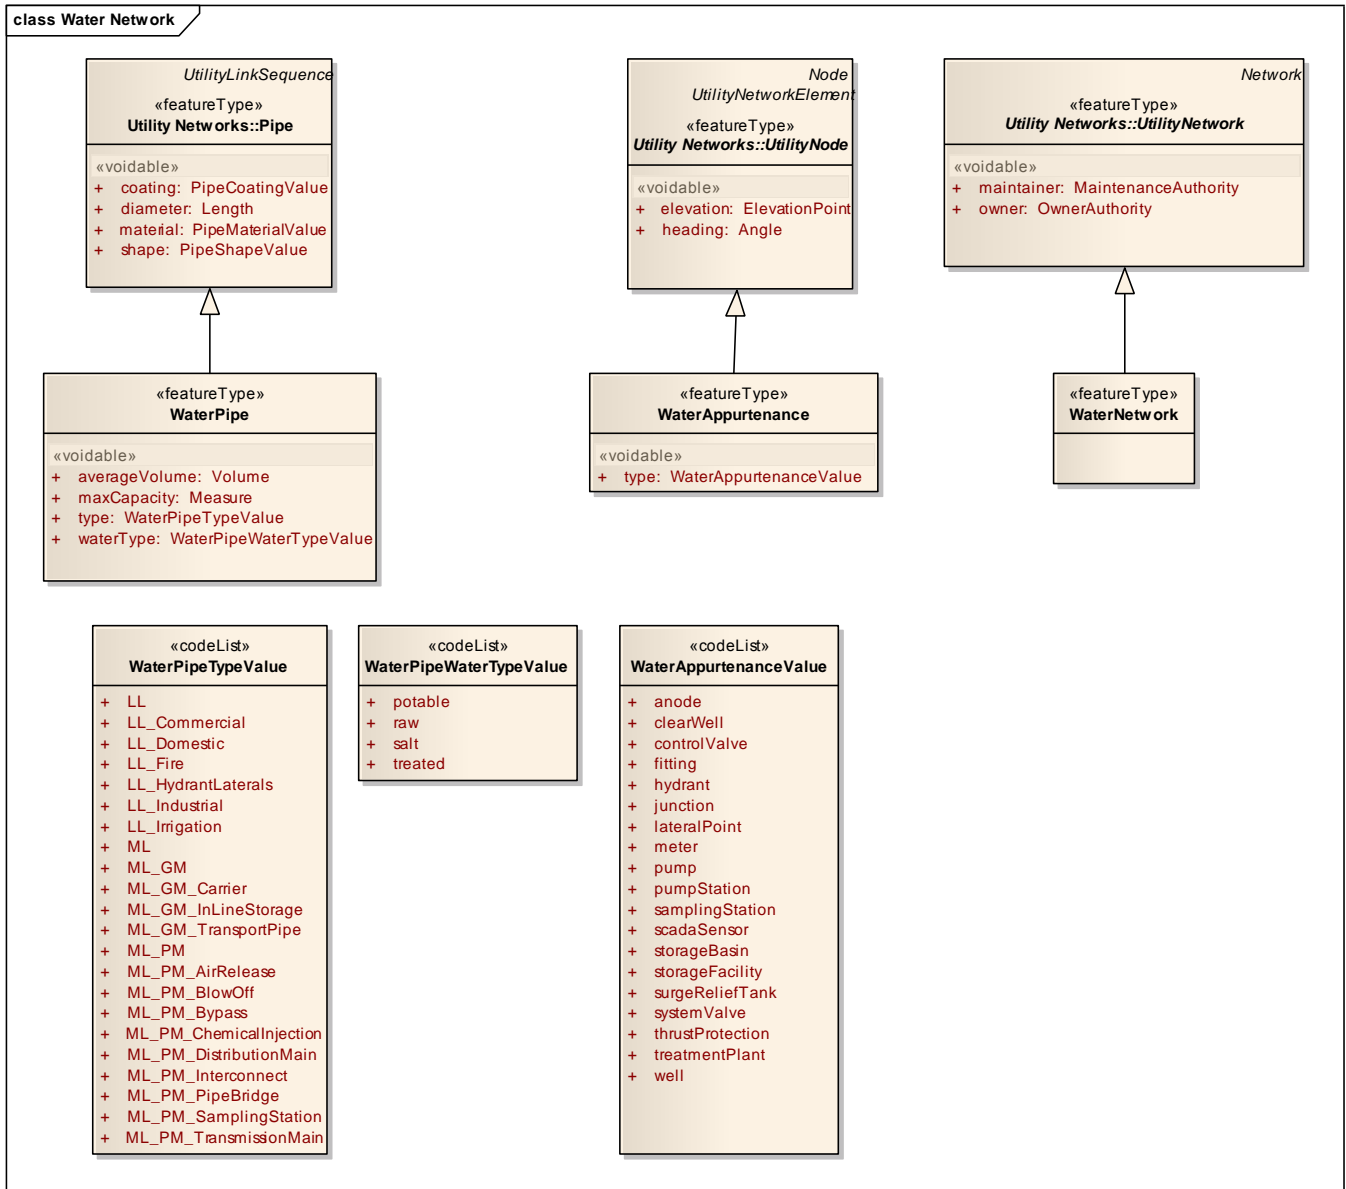 class Water Network
UtilityLinkSequence
«featureType»
Utility Networks::Pipe
«voidable»
+ coating: PipeCoatingValue
+ diameter: Length
+ material: PipeMaterialValue
+ shape: PipeShapeValue
Node
UtilityNetworkElement
«featureType»
Utility Networks::UtilityNode
«voidable»
+ elevation: ElevationPoint
+ heading: Angle
Network
«featureType»
Utility Networks::UtilityNetwork
«voidable»
+ maintainer: MaintenanceAuthority
+ owner: OwnerAuthority
«featureType»
WaterPipe
«voidable»
+ averageVolume: Volume
+ maxCapacity: Measure
+ type: WaterPipeTypeValue
+ waterType: WaterPipeWaterTypeValue
«featureType»
WaterAppurtenance
«voidable»
+ type: WaterAppurtenanceValue
«featureType»
WaterNetwork
«codeList»
WaterPipeTypeValue
+ LL
+ LL_Commercial
+ LL_Domestic
+ LL_Fire
+ LL_HydrantLaterals
+ LL_Industrial
+ LL_Irrigation
+ ML
+ ML_GM
+ ML_GM_Carrier
+ ML_GM_InLineStorage
+ ML_GM_TransportPipe
+ ML_PM
+ ML_PM_AirRelease
+ ML_PM_BlowOff
+ ML_PM_Bypass
+ ML_PM_ChemicalInjection
+ ML_PM_DistributionMain
+ ML_PM_Interconnect
+ ML_PM_PipeBridge
+ ML_PM_SamplingStation
+ ML_PM_TransmissionMain
«codeList»
WaterPipeWaterTypeValue
+ potable
+ raw
+ salt
+ treated
«codeList»
WaterAppurtenanceValue
+ anode
+ clearWell
+ controlValve
+ fitting
+ hydrant
+ junction
+ lateralPoint
+ meter
+ pump
+ pumpStation
+ samplingStation
+ scadaSensor
+ storageBasin
+ storageFacility
+ surgeReliefTank
+ systemValve
+ thrustProtection
+ treatmentPlant
+ well